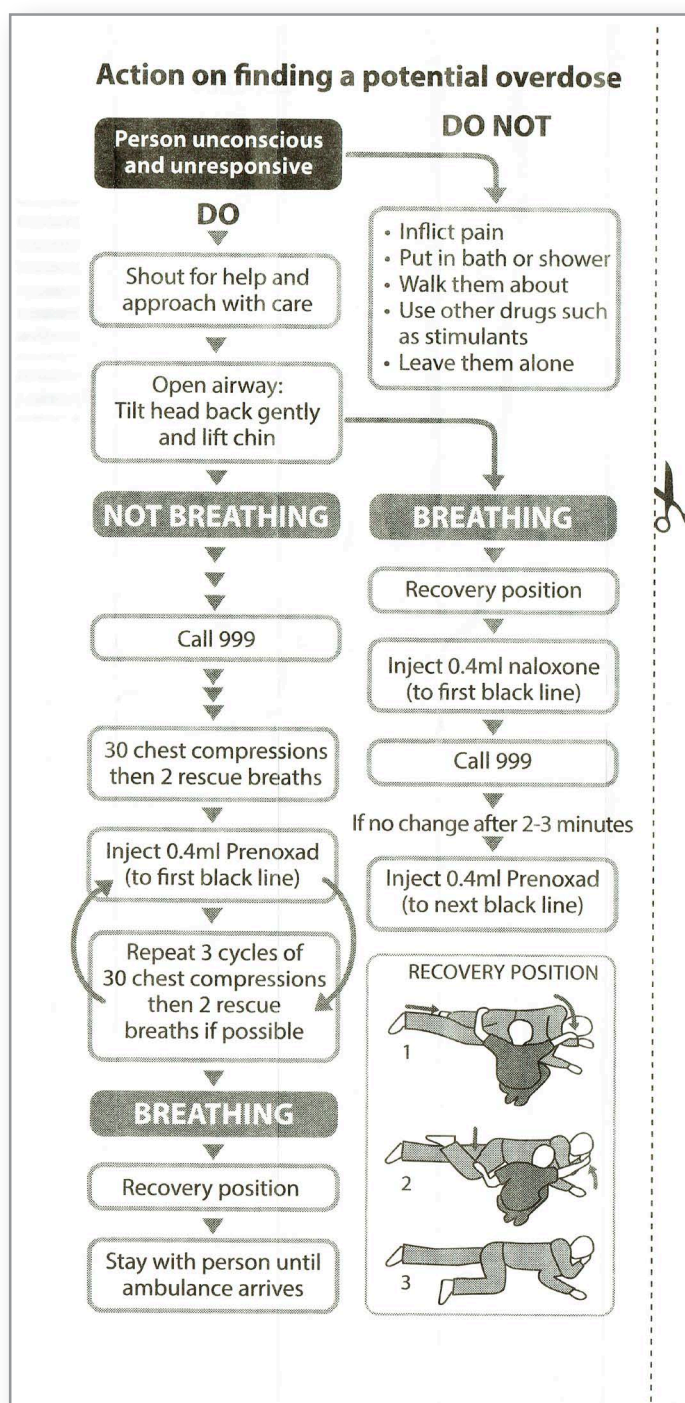 Action on finding a potential overdose
Person unconscious
and unresponsive
DO NOT
• Inflict pain
• Put in bath or shower
• Walk them about
• Use other drugs such
as stimulants
• Leave them alone
DO
Shout for help and
approach with care
Open airway:
Tilt head back gently
and lift chin
NOT BREATHING
Call 999
30 chest compressions
then 2 rescue breaths
Inject 0.4ml Prenoxad
(to first black line)
Repeat 3 cycles of
30 chest compressions
then 2 rescue
breaths if possible
BREATHING
Recovery position
Stay with person until
ambulance arrives
BREATHING
Recovery position
Inject 0.4ml naloxone
(to first black line)
Call 999
If no change after 2-3 minutes
Inject 0.4ml Prenoxad
(to next black line)
RECOVERY POSITION
1
2
3